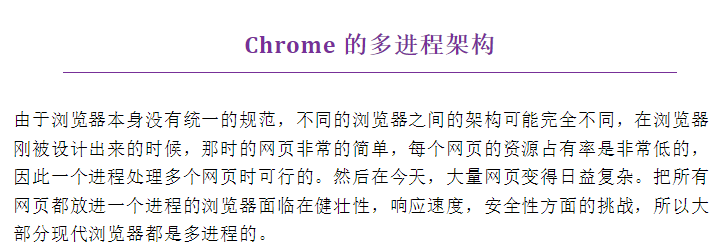 Chrome 的多进程架构
由于浏览器本身没有统一的规范，不同的浏览器之间的架构可能完全不同，在浏览器
刚被设计出来的时候，那时的网页非常的简单，每个网页的资源占有率是非常低的，
因此一个进程处理多个网页时可行的。然后在今天，大量网页变得日益复杂。把所有
网页都放进一个进程的浏览器面临在健壮性，响应速度，安全性方面的挑战，所以大
部分现代浏览器都是多进程的。